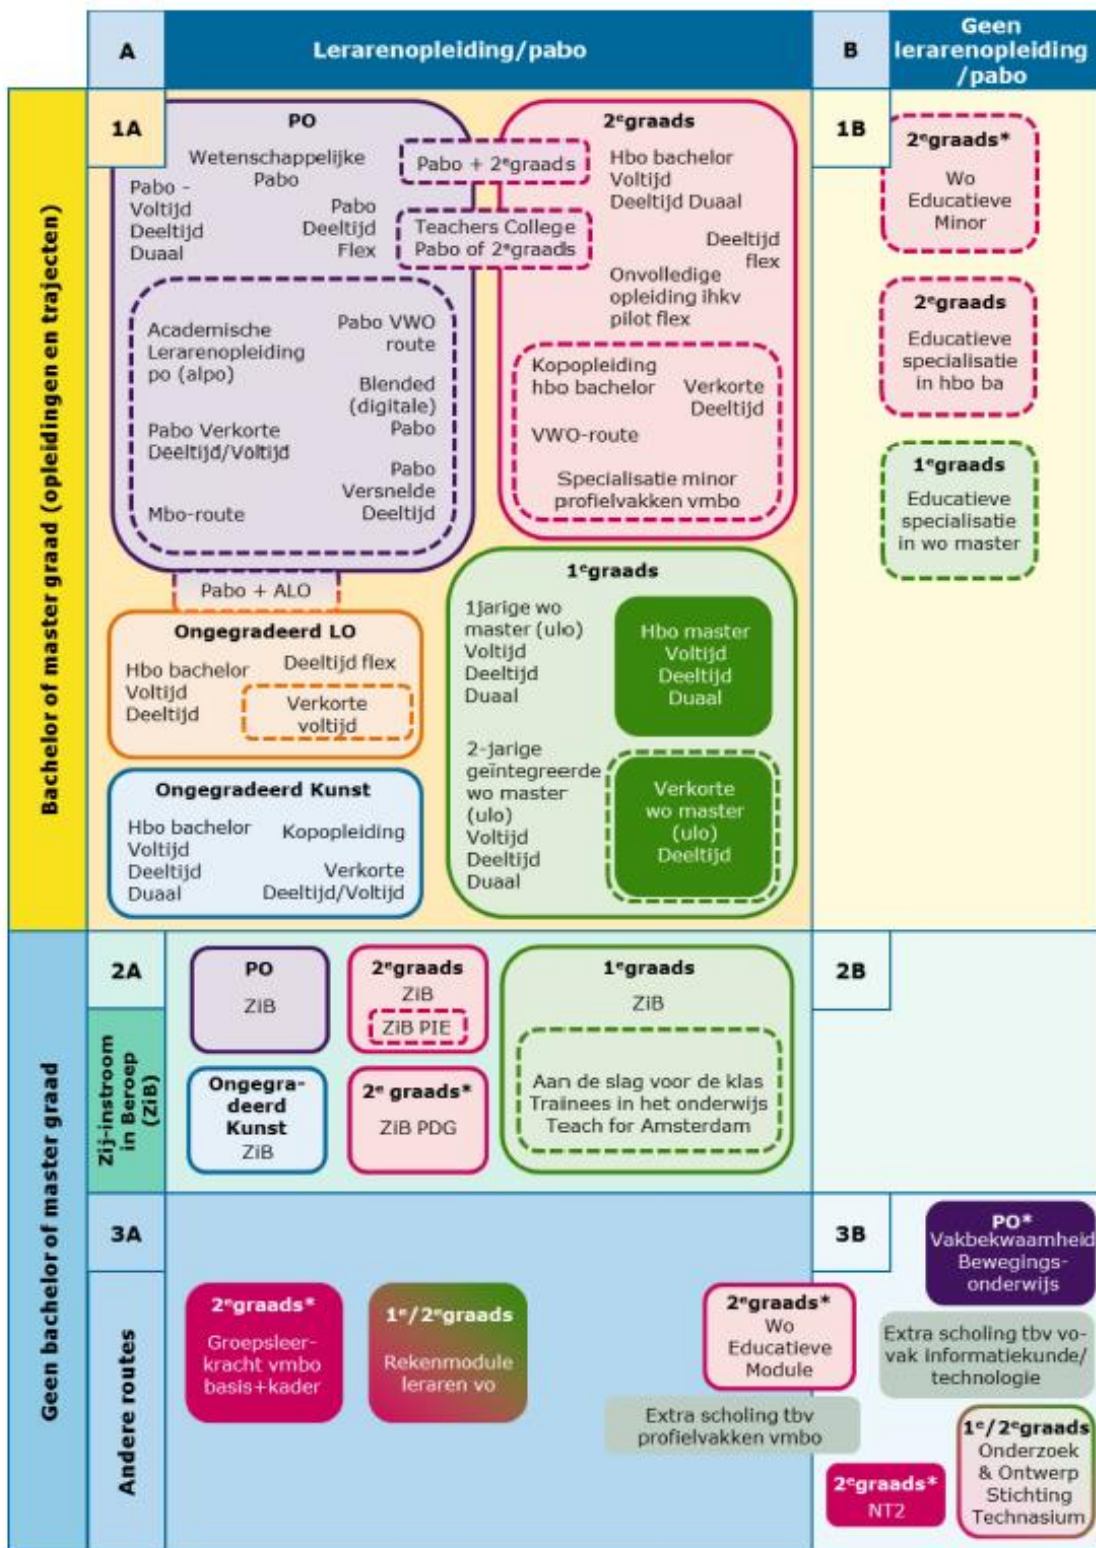 A
Lerarenopleiding/pabo
B
Geen
lerarenopleiding
/pabo
Bachelor of master graad (opleidingen en trajecten)
1A
PO
Wetenschappelijke
Pabo
Pabo -
Voltijd
Deeltijd
Duaal
Pabo
Deeltijd
Flex
Academische
Lerarenopleiding
po (alpo)
Pabo VWO
route
Blended
(digitale)
Pabo
Pabo Verkorte
Deeltijd/Voltijd
Pabo
Versnelde
Deeltijd
Mbo-route
Pabo + 2ᵉgraads
Teachers College
Pabo of 2ᵉgraads
2ᵉgraads
Hbo bachelor
Voltijd
Deeltijd Duaal
Deeltijd
flex
Onvolledige
opleiding ihkv
pilot flex
Kopopleiding
hbo bachelor
Verkorte
Deeltijd
VWO-route
Specialisatie minor
profielvakken vmbo
Pabo + ALO
Ongegradeerd LO
Hbo bachelor
Voltijd
Deeltijd
Deeltijd flex
Verkorte
voltijd
Ongegradeerd Kunst
Hbo bachelor
Voltijd
Deeltijd
Duaal
Kopopleiding
Verkorte
Deeltijd/Voltijd
1ᵉgraads
1jarige wo
master (ulo)
Voltijd
Deeltijd
Duaal
Hbo master
Voltijd
Deeltijd
Duaal
2-jarige
geïntegreerde
wo master
(ulo)
Voltijd
Deeltijd
Duaal
Verkorte
wo master
(ulo)
Deeltijd
1B
2ᵉgraads*
Wo
Educatieve
Minor
2ᵉgraads
Educatieve
specialisatie
in hbo ba
1ᵉgraads
Educatieve
specialisatie
in wo master
Geen bachelor of master grad
2A
Zij-instroom
in Beroep
(ZiB)
PO
ZiB
2ᵉgraads
ZiB
ZiB PIE
Ongegra-
deerd
Kunst
ZiB
2ᵉ graads*
ZiB PDG
1ᵉgraads
ZiB
Aan de slag voor de klas
Trainees in het onderwijs
Teach for Amsterdam
2B
3A
Andere routes
2ᵉgraads*
Groepsleer-
kracht vmbo
basis+kader
1ᵉ/2ᵉgraads
Rekenmodule
leraren vo
3B
PO*
Vakbekwaamheid
Bewegings-
onderwijs
2ᵉgraads*
Wo
Educatieve
Module
Extra scholing tbv vo-
vak informatiekunde/
technologie
Extra scholing tbv
profielvakken vmbo
2ᵉgraads*
NT2
1ᵉ/2ᵉgraads
Onderzoek
& Ontwerp
Stichting
Technasium